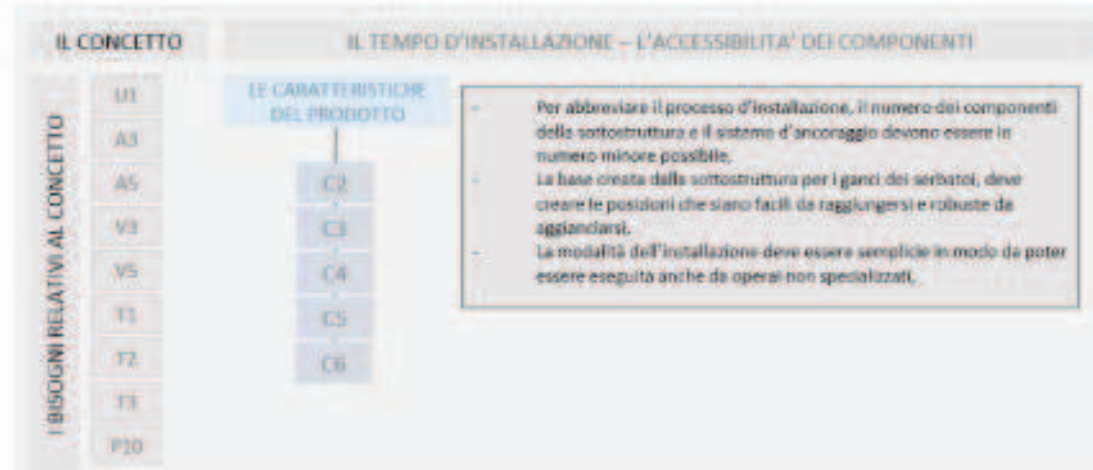 IL CONCETTO
IL TEMPO D'INSTALLAZIONE – L'ACCESSIBILITA' DEI COMPONENTI
I BISOGNI RELATIVI AL CONCETTO
U1
A3
A5
V3
V5
T1
T2
T3
P10
LE CARATTERISTICHE
DEL PRODOTTO
C2
C3
C4
C5
C6
- Per abbreviare il processo d'installazione, il numero dei componenti
della sottostruttura e il sistema d'ancoraggio devono essere in
numero minore possibile.
- La base creata dalla sottostruttura per i ganci dei serbatoi, deve
creare le posizioni che siano facili da raggiungersi e robuste da
aggianciarsi.
- La modalità dell'installazione deve essere semplicie in modo da poter
essere eseguita anche da operai non specializzati.